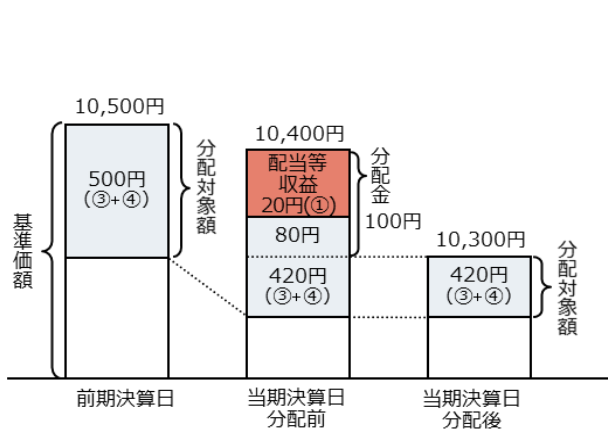 10,500円
500円
(③+④)
分配対象額
基準価額
前期決算日
10,400円
配当等
収益
20円(①)
80円
420円
(③+④)
分配金
100円
当期決算日
分配前
10,300円
420円
(③+④)
分配対象額
当期決算日
分配後